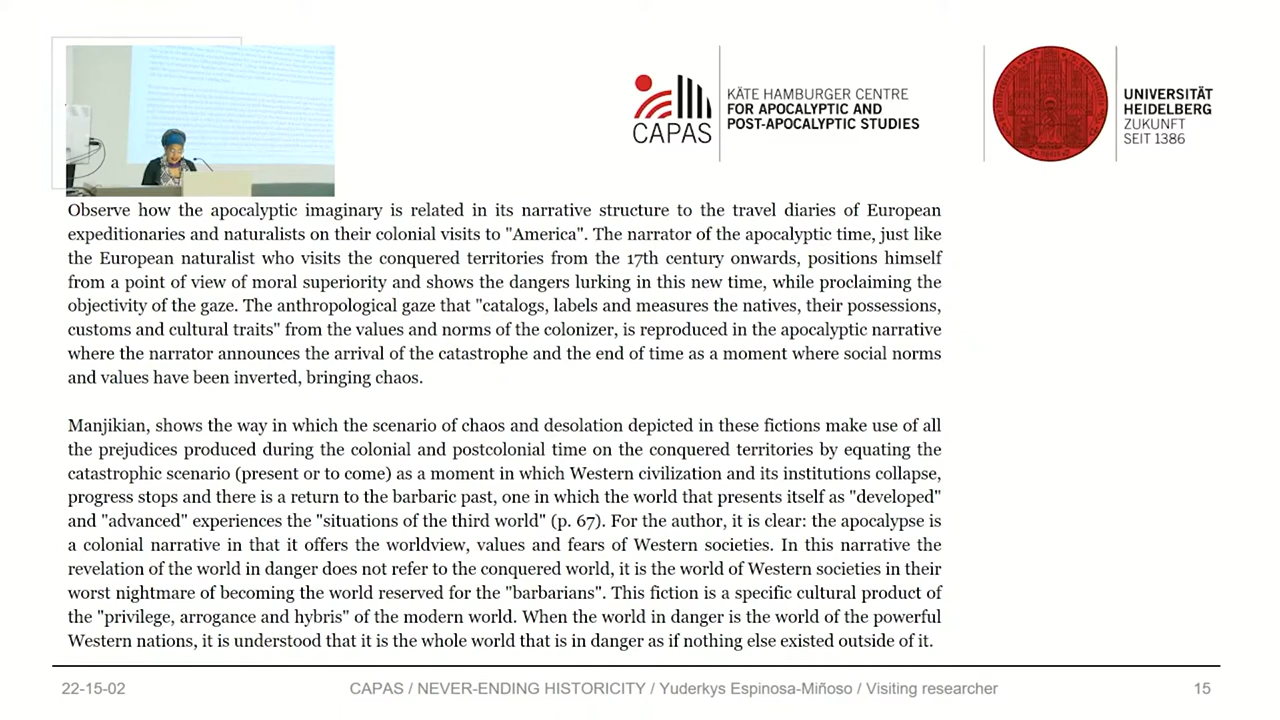 CAPAS
KÄTE HAMBURGER CENTRE
FOR APOCALYPTIC AND
POST-APOCALYPTIC STUDIES
UNIVERSITÄT
HEIDELBERG
ZUKUNFT
SEIT 1386
Observe how the apocalyptic imaginary is related in its narrative structure to the travel diaries of European
expeditionaries and naturalists on their colonial visits to "America". The narrator of the apocalyptic time, just like
the European naturalist who visits the conquered territories from the 17th century onwards, positions himself
from a point of view of moral superiority and shows the dangers lurking in this new time, while proclaiming the
objectivity of the gaze. The anthropological gaze that "catalogs, labels and measures the natives, their possessions,
customs and cultural traits" from the values and norms of the colonizer, is reproduced in the apocalyptic narrative
where the narrator announces the arrival of the catastrophe and the end of time as a moment where social norms
and values have been inverted, bringing chaos.
Manjikian, shows the way in which the scenario of chaos and desolation depicted in these fictions make use of all
the prejudices produced during the colonial and postcolonial time on the conquered territories by equating the
catastrophic scenario (present or to come) as a moment in which Western civilization and its institutions collapse,
progress stops and there is a return to the barbaric past, one in which the world that presents itself as "developed"
and "advanced" experiences the "situations of the third world" (p. 67). For the author, it is clear: the apocalypse is
a colonial narrative in that it offers the worldview, values and fears of Western societies. In this narrative the
revelation of the world in danger does not refer to the conquered world, it is the world of Western societies in their
worst nightmare of becoming the world reserved for the "barbarians". This fiction is a specific cultural product of
the "privilege, arrogance and hybris" of the modern world. When the world in danger is the world of the powerful
Western nations, it is understood that it is the whole world that is in danger as if nothing else existed outside of it.
22-15-02
CAPAS / NEVER-ENDING HISTORICITY / Yuderkys Espinosa-Miñoso / Visiting researcher
15